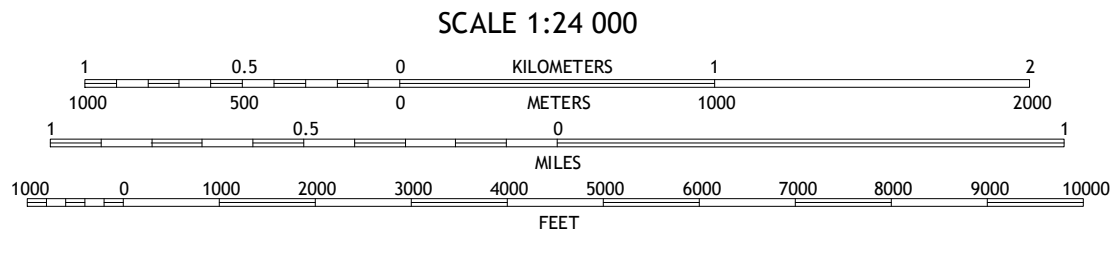 SCALE 1:24 000
1 0.5 0 KILOMETERS 1 2
1000 500 0 METERS 1000 2000
1 0.5 0 1
MILES
1000 0 1000 2000 3000 4000 5000 6000 7000 8000 9000 10000
FEET